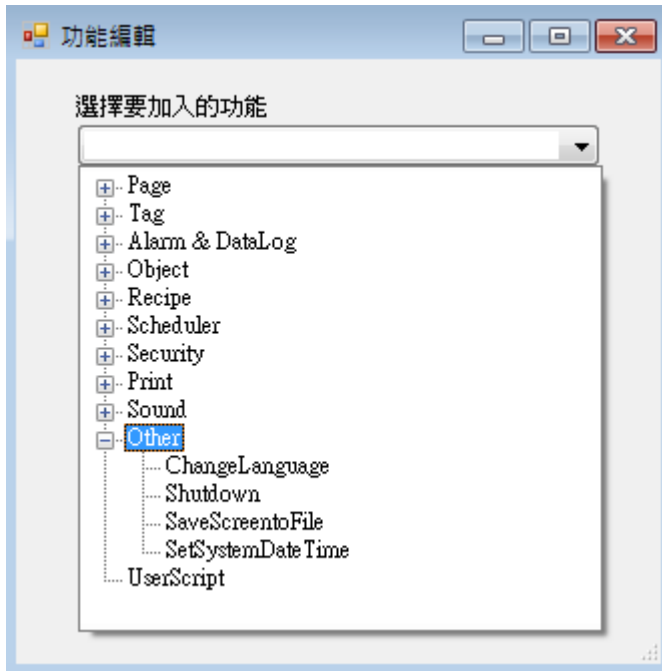 功能編輯
選擇要加入的功能
Page
Tag
Alarm & DataLog
Object
Recipe
Scheduler
Security
Print
Sound
Other
ChangeLanguage
Shutdown
SaveScreentoFile
SetSystemDateTime
UserScript